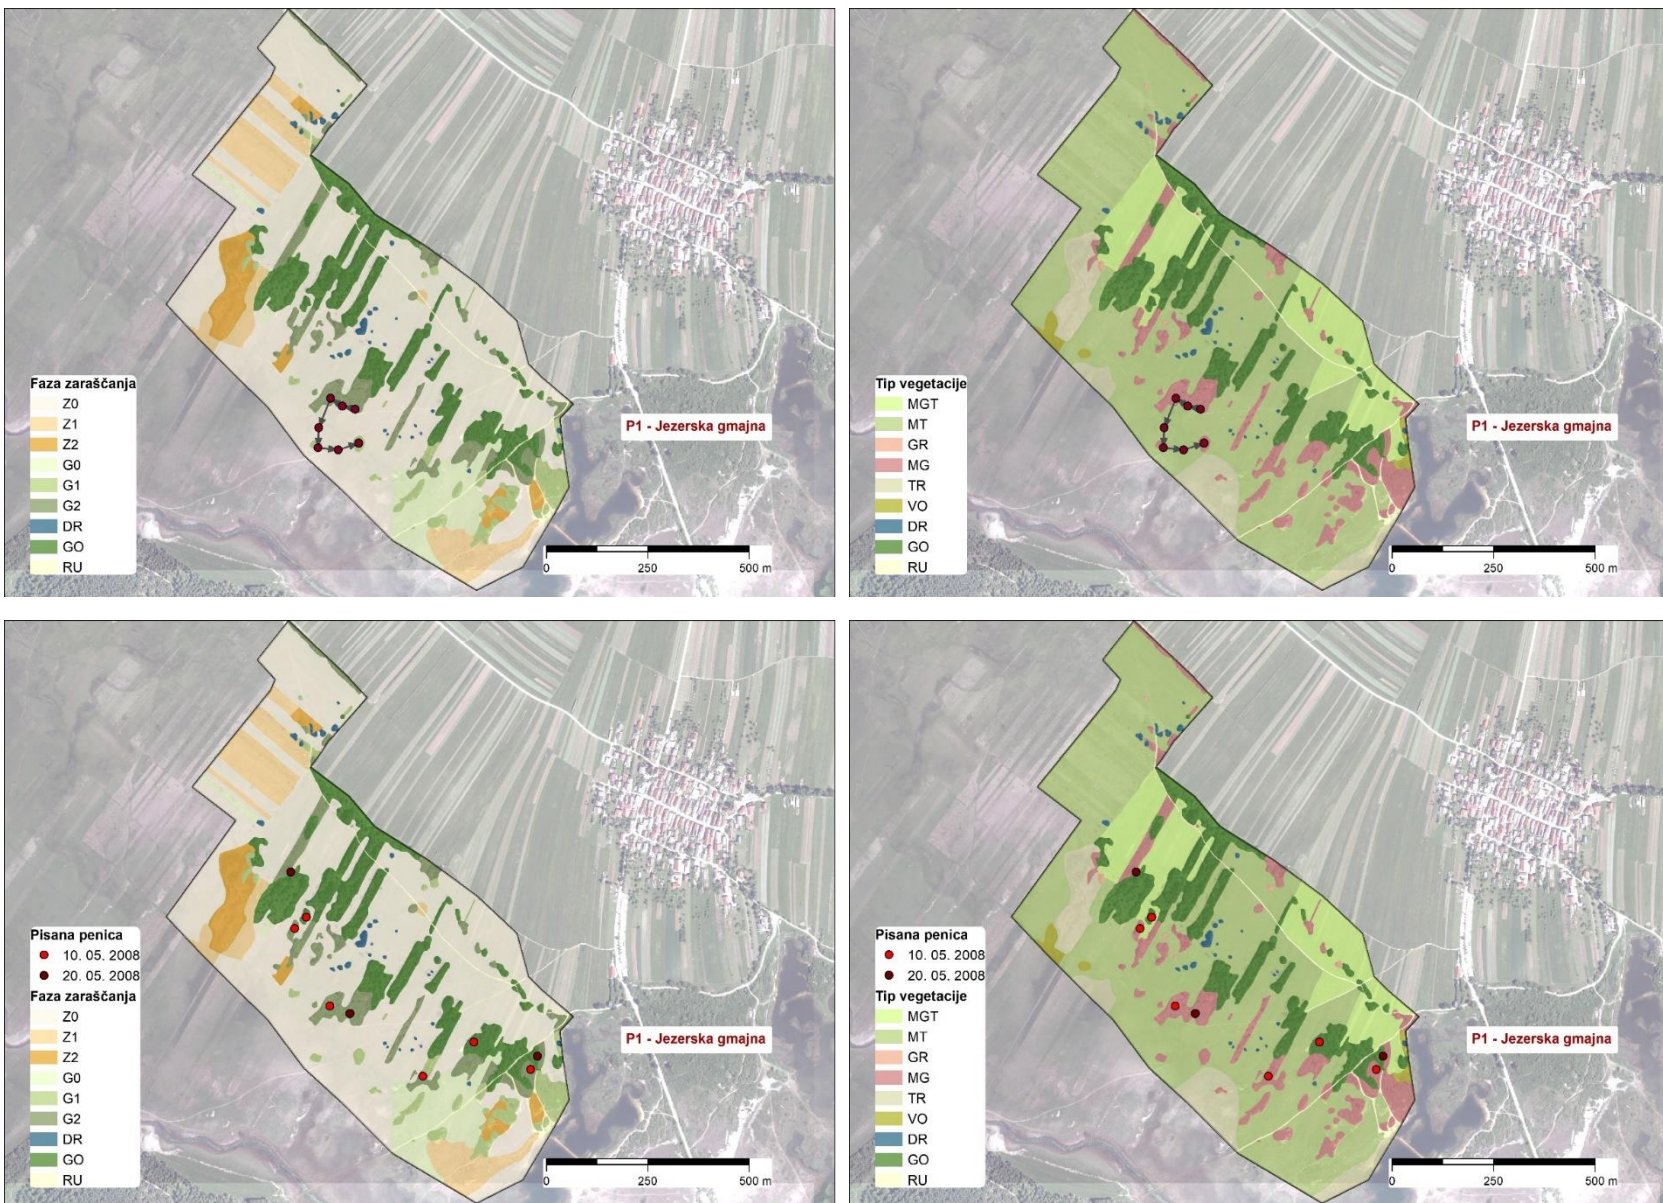 Faza zaraščanja
Z0
Z1
Z2
G0
G1
G2
DR
GO
RU
P1 - Jezerska gmajna
0 250 500 m
Tip vegetacije
MGT
MT
GR
MG
TR
VO
DR
GO
RU
P1 - Jezerska gmajna
0 250 500 m
Pisana penica
10. 05. 2008
20. 05. 2008
Faza zaraščanja
Z0
Z1
Z2
G0
G1
G2
DR
GO
RU
P1 - Jezerska gmajna
0 250 500 m
Pisana penica
10. 05. 2008
20. 05. 2008
Tip vegetacije
MGT
MT
GR
MG
TR
VO
DR
GO
RU
P1 - Jezerska gmajna
0 250 500 m